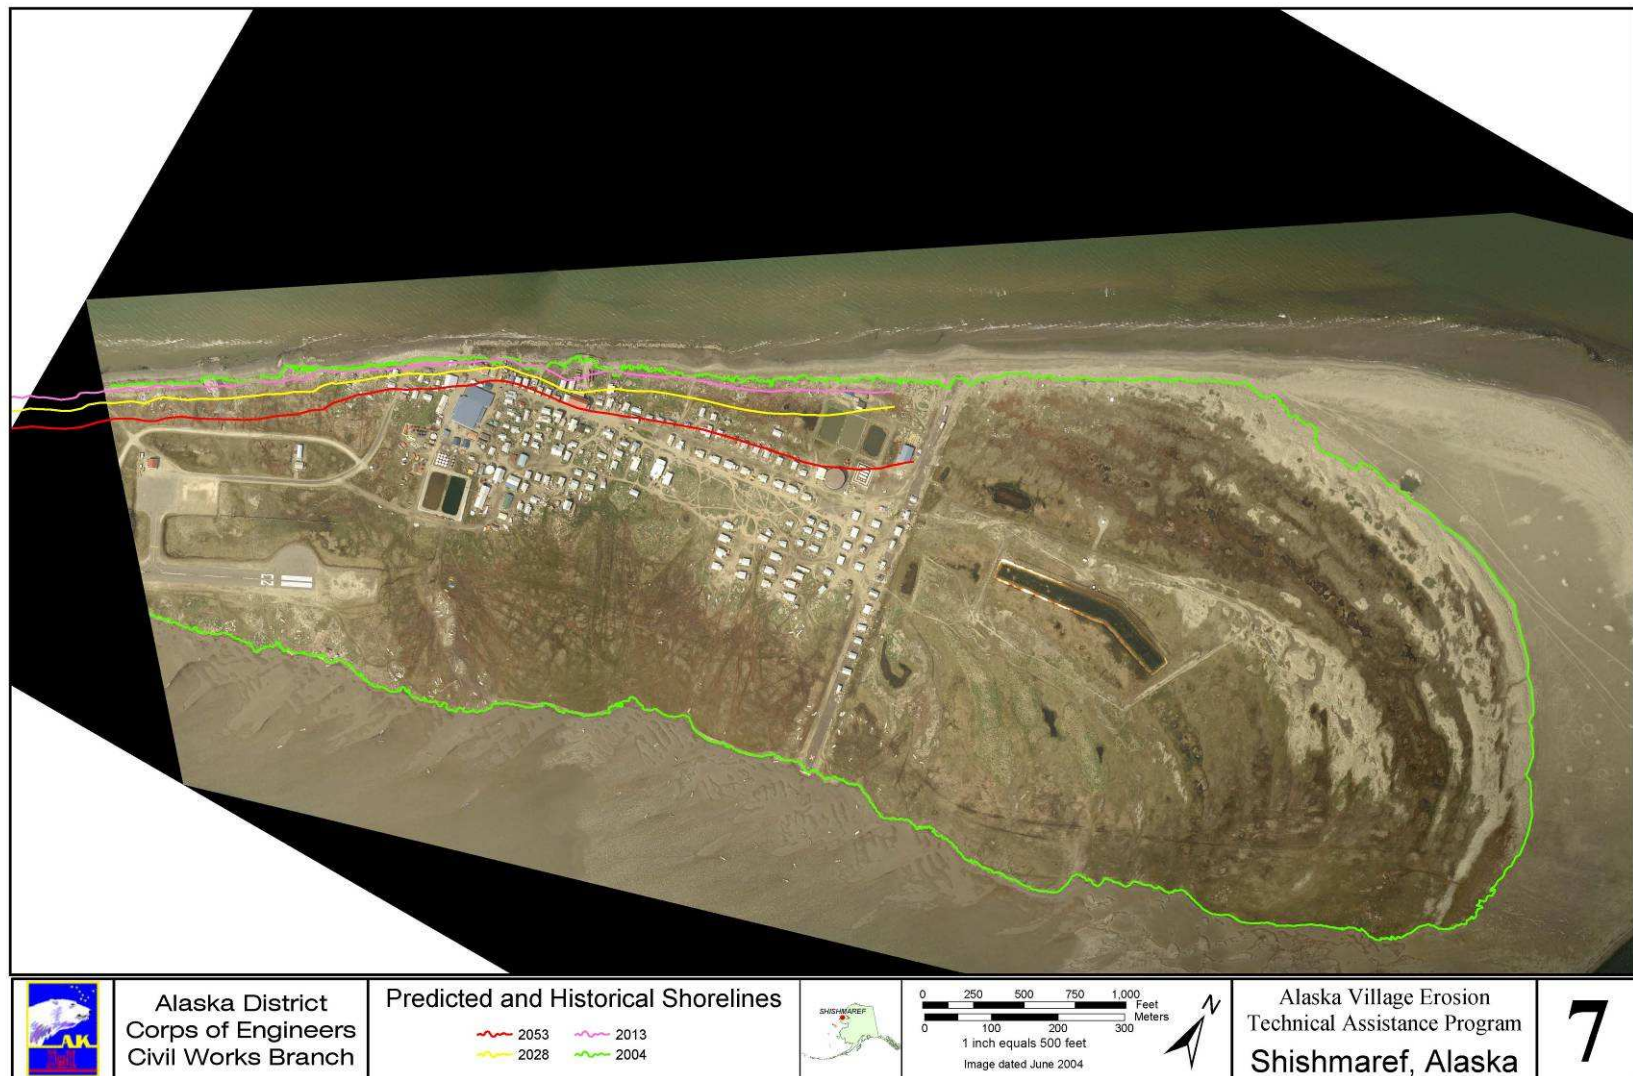 C2
AK
Alaska District
Corps of Engineers
Civil Works Branch
Predicted and Historical Shorelines
2053
2013
2028
2004
SHISHMAREF
0 250 500 750 1,000
Feet
Meters
0 100 200 300
1 inch equals 500 feet
Image dated June 2004
N
Alaska Village Erosion
Technical Assistance Program
Shishmaref, Alaska
7